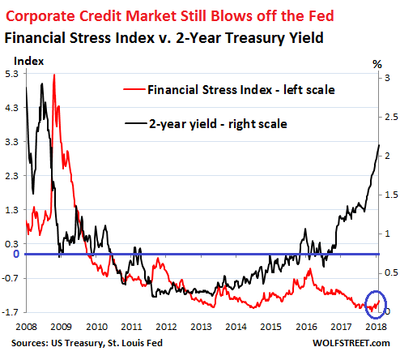 Corporate Credit Market Still Blows off the Fed
Financial Stress Index v. 2-Year Treasury Yield
Index %
5.3
4.3
3.3
2.3
1.3
0.3
0
-0.7
-1.7
Financial Stress Index - left scale
2-year yield - right scale
3
2
2
1
1
0
0
2008 2009 2010 2011 2012 2013 2014 2015 2016 2017 2018
Sources: US Treasury, St. Louis Fed WOLFSTREET.com